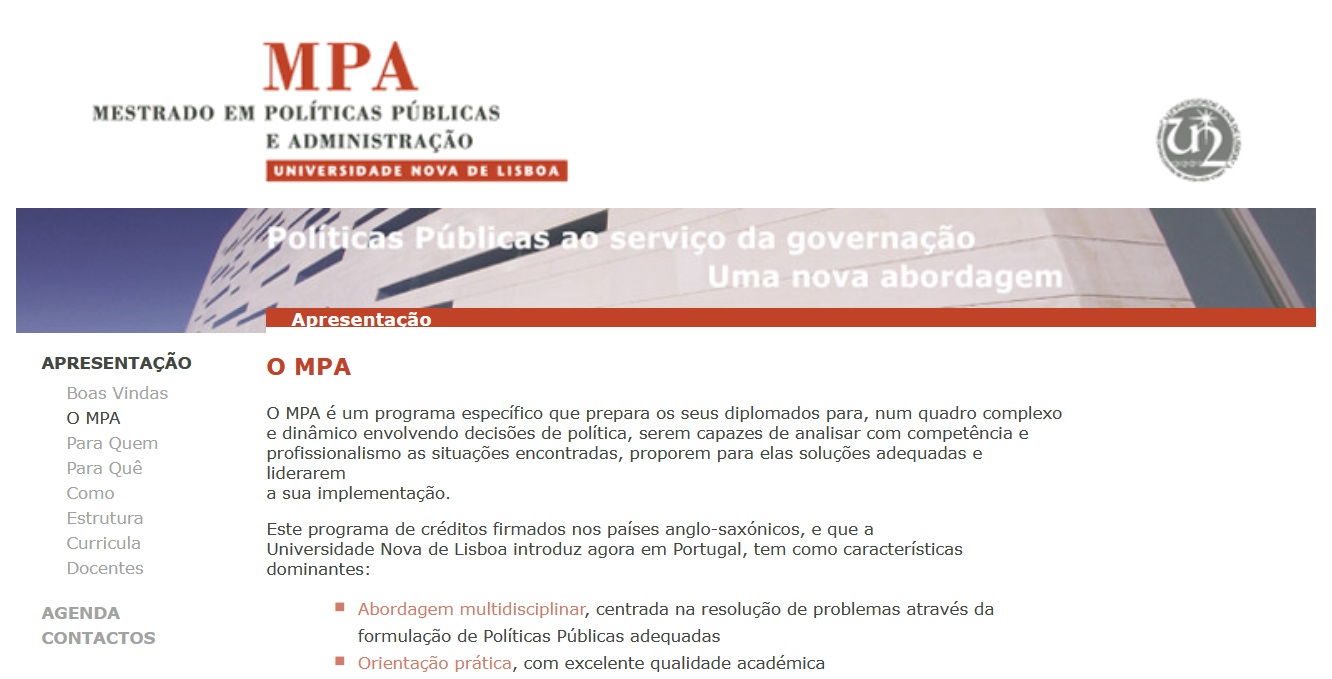 MPA
MESTRADO EM POLÍTICAS PÚBLICAS
E ADMINISTRAÇÃO
UNIVERSIDADE NOVA DE LISBOA
Políticas Públicas ao serviço da governação
Uma nova abordagem
Apresentação
APRESENTAÇÃO
Boas Vindas
O MPA
Para Quem
Para Quê
Como
Estrutura
Curricula
Docentes
AGENDA
CONTACTOS
O MPA
O MPA é um programa específico que prepara os seus diplomados para, num quadro complexo
e dinâmico envolvendo decisões de política, serem capazes de analisar com competência e
profissionalismo as situações encontradas, proporem para elas soluções adequadas e
liderarem
a sua implementação.
Este programa de créditos firmados nos países anglo-saxónicos, e que a
Universidade Nova de Lisboa introduz agora em Portugal, tem como características
dominantes:
Abordagem multidisciplinar, centrada na resolução de problemas através da
formulação de Políticas Públicas adequadas
Orientação prática, com excelente qualidade académica